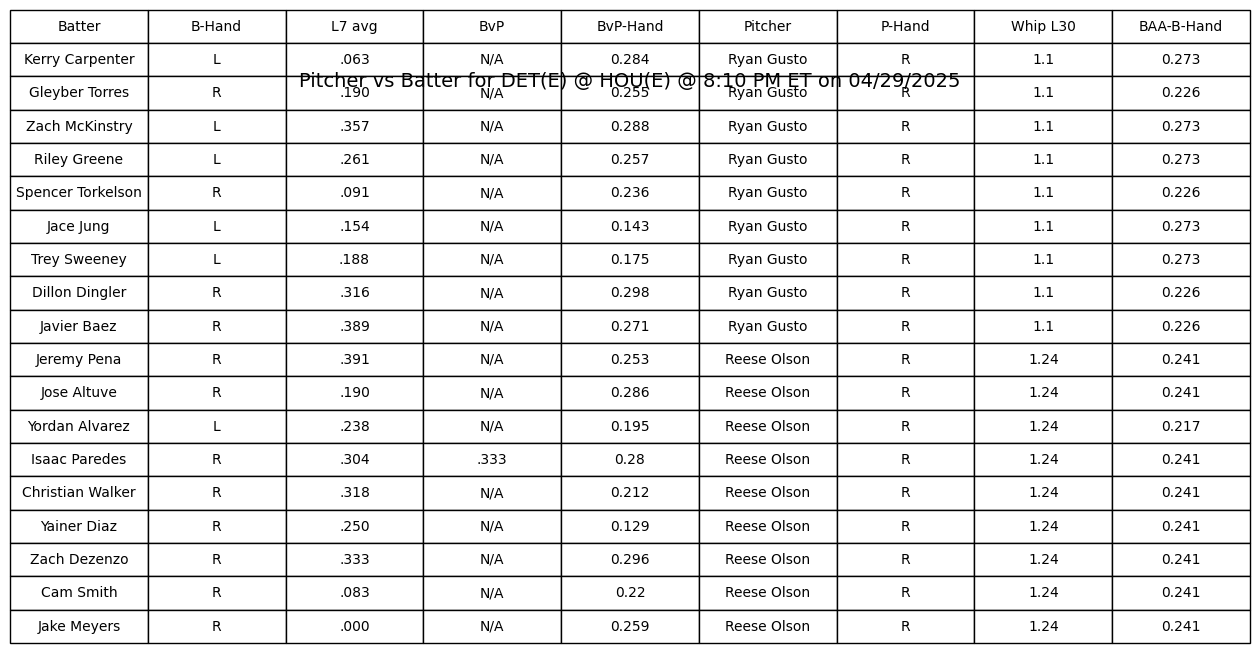 Batter B-Hand L7 avg BvP BvP-Hand Pitcher P-Hand Whip L30 BAA-B-Hand
Kerry Carpenter L .063 N/A 0.284 Ryan Gusto R 1.1 0.273
Pitcher vs Batter for DET(E) @ HOU(E) @ 8:10 PM ET on 04/29/2025
Gleyber Torres R .190 N/A 0.255 Ryan Gusto R 1.1 0.226
Zach McKinstry L .357 N/A 0.288 Ryan Gusto R 1.1 0.273
Riley Greene L .261 N/A 0.257 Ryan Gusto R 1.1 0.273
Spencer Torkelson R .091 N/A 0.236 Ryan Gusto R 1.1 0.226
Jace Jung L .154 N/A 0.143 Ryan Gusto R 1.1 0.273
Trey Sweeney L .188 N/A 0.175 Ryan Gusto R 1.1 0.273
Dillon Dingler R .316 N/A 0.298 Ryan Gusto R 1.1 0.226
Javier Baez R .389 N/A 0.271 Ryan Gusto R 1.1 0.226
Jeremy Pena R .391 N/A 0.253 Reese Olson R 1.24 0.241
Jose Altuve R .190 N/A 0.286 Reese Olson R 1.24 0.241
Yordan Alvarez L .238 N/A 0.195 Reese Olson R 1.24 0.217
Isaac Paredes R .304 .333 0.28 Reese Olson R 1.24 0.241
Christian Walker R .318 N/A 0.212 Reese Olson R 1.24 0.241
Yainer Diaz R .250 N/A 0.129 Reese Olson R 1.24 0.241
Zach Dezenzo R .333 N/A 0.296 Reese Olson R 1.24 0.241
Cam Smith R .083 N/A 0.22 Reese Olson R 1.24 0.241
Jake Meyers R .000 N/A 0.259 Reese Olson R 1.24 0.241